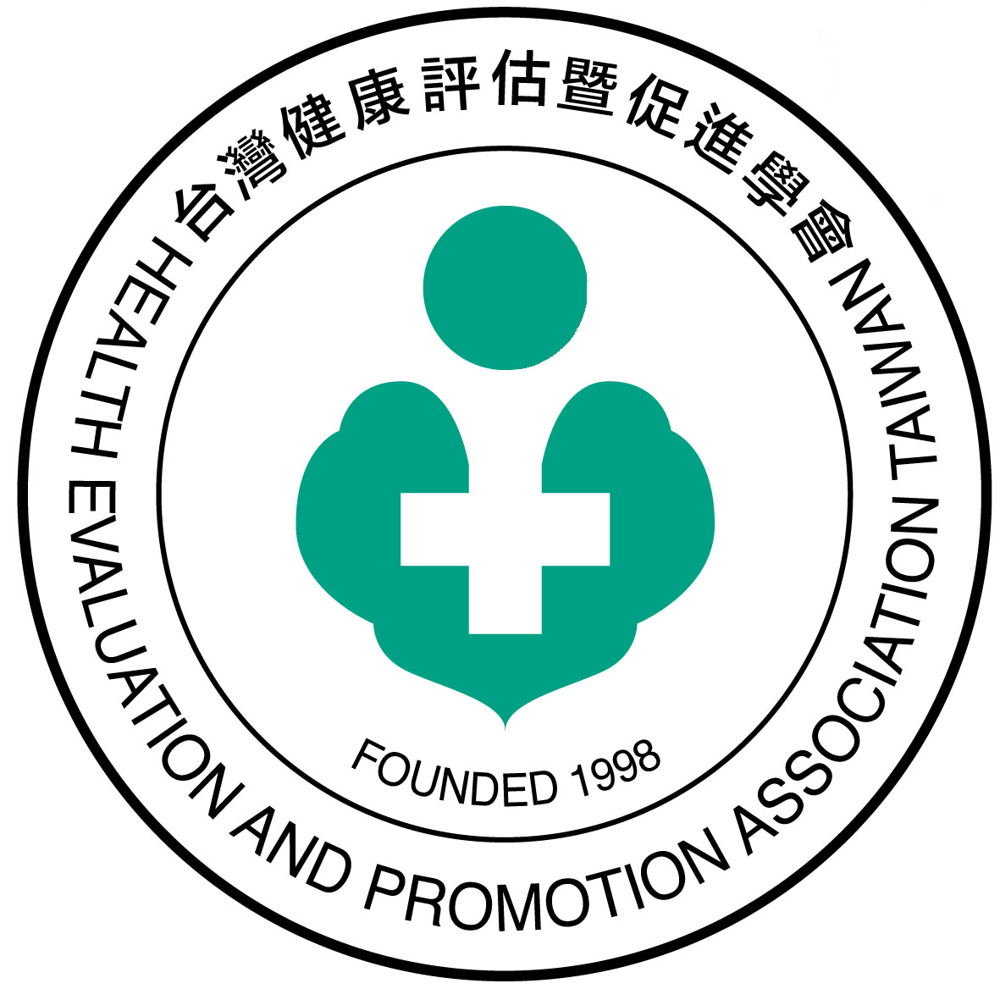 台灣健康評估暨促進學會
HEALTH EVALUATION AND PROMOTION ASSOCIATION TAIWAN
FOUNDED 1998